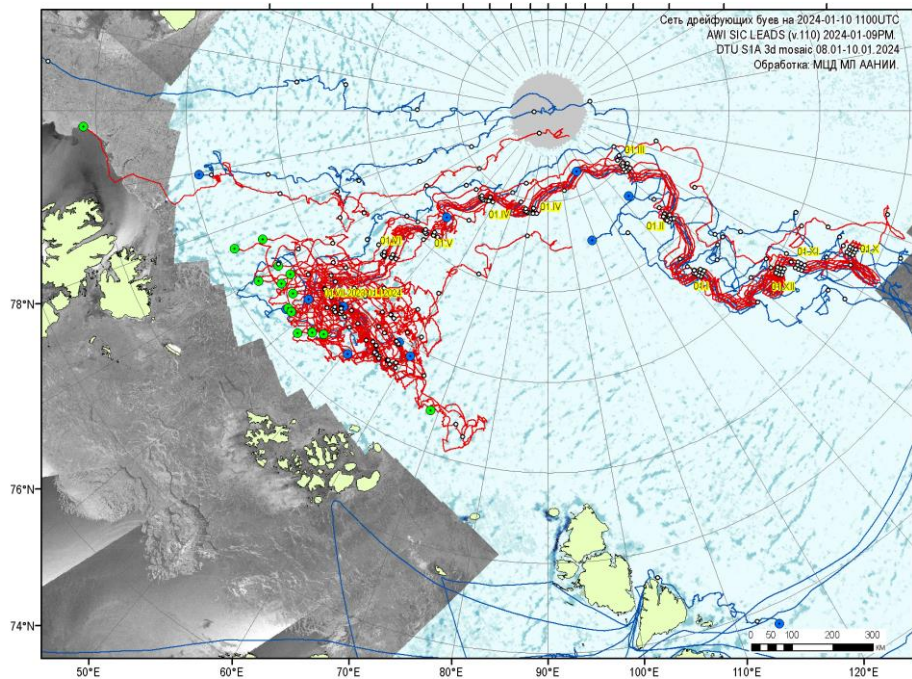 Сеть дрейфующих буев на 2024-01-10 1100UTC
AWI SIC LEADS (v.110) 2024-01-09PM.
DTU S1A 3d mosaic 08.01-10.01.2024
Обработка: МЦД МЛ ААНИИ.
01.III
01.IV
01.IV
01.II
01.VI
01.V
01.XI
01.X
01.I
01.XII
78°N
76°N
74°N
0 50 100 200 300
КМ
50°E 60°E 70°E 80°E 90°E 100°E 110°E 120°E